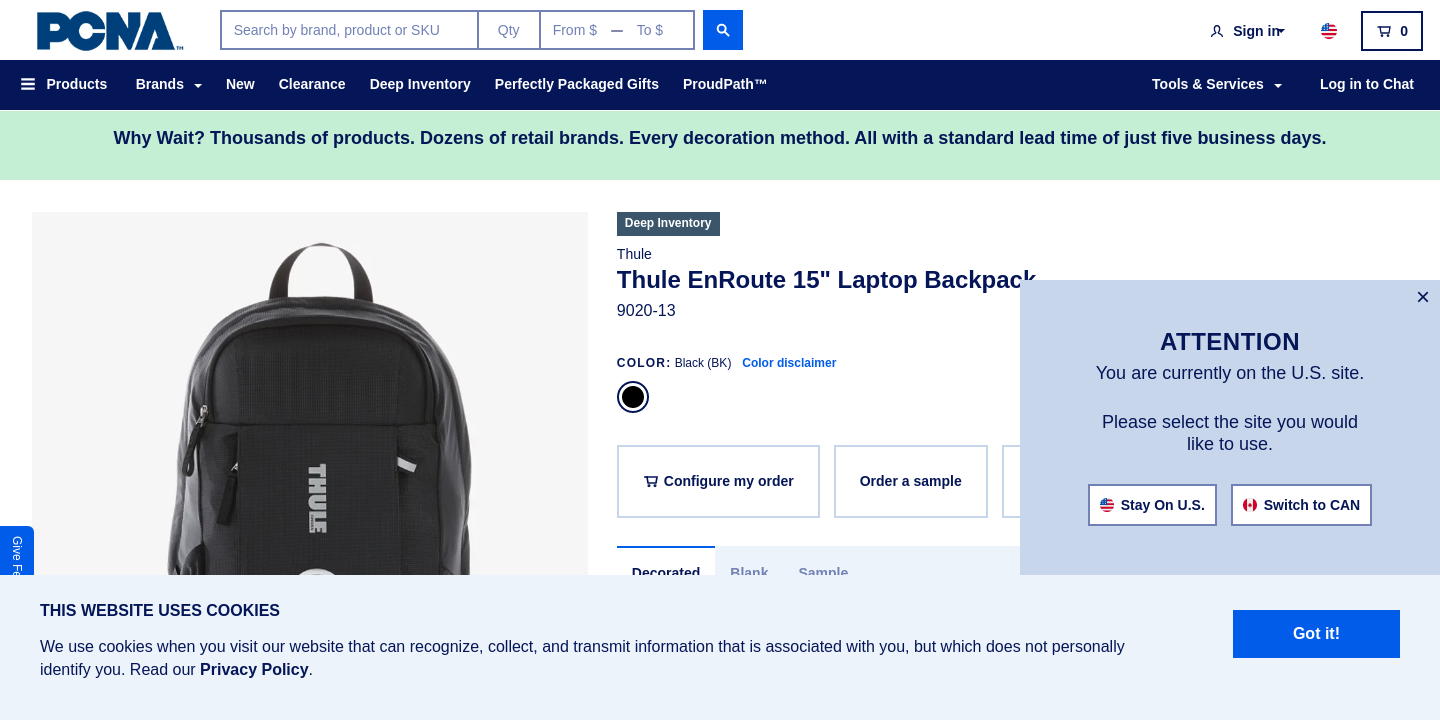 PCNA™
Search by brand, product or SKU
Qty
From $ — To $
Sign in
0
Products
Brands
New
Clearance
Deep Inventory
Perfectly Packaged Gifts
ProudPath™
Tools & Services
Log in to Chat
Why Wait? Thousands of products. Dozens of retail brands. Every decoration method. All with a standard lead time of just five business days.
THULE
Deep Inventory
Thule
Thule EnRoute 15" Laptop Backpack
9020-13
COLOR: Black (BK) Color disclaimer
Configure my order
Order a sample
Decorated
Blank
Sample
×
ATTENTION
You are currently on the U.S. site.
Please select the site you would
like to use.
Stay On U.S.
Switch to CAN
Give Fe
THIS WEBSITE USES COOKIES
We use cookies when you visit our website that can recognize, collect, and transmit information that is associated with you, but which does not personally
identify you. Read our Privacy Policy.
Got it!